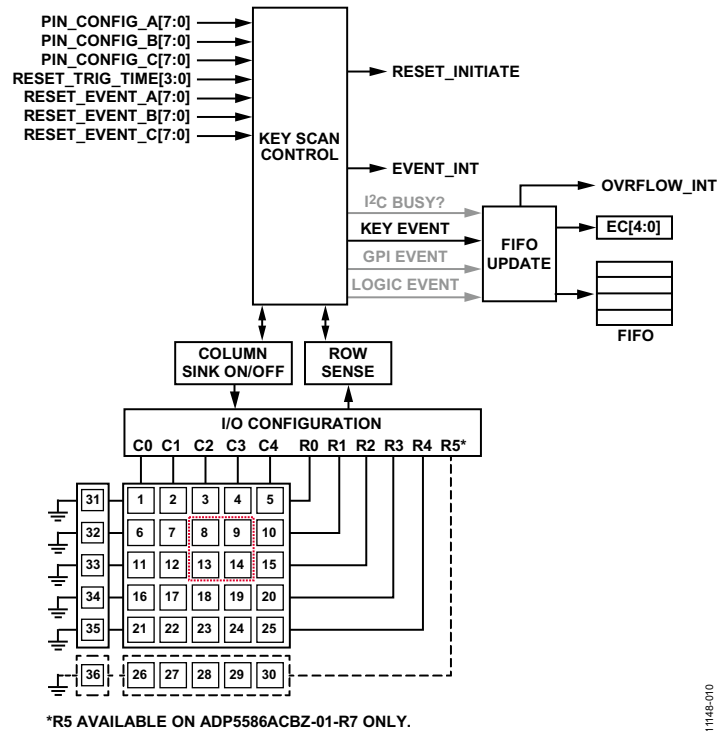 PIN_CONFIG_A[7:0]
PIN_CONFIG_B[7:0]
PIN_CONFIG_C[7:0]
RESET_TRIG_TIME[3:0]
RESET_EVENT_A[7:0]
RESET_EVENT_B[7:0]
RESET_EVENT_C[7:0]
KEY SCAN
CONTROL
RESET_INITIATE
EVENT_INT
I2C BUSY?
KEY EVENT
GPI EVENT
LOGIC EVENT
FIFO
UPDATE
OVRFLOW_INT
EC[4:0]
FIFO
COLUMN
SINK ON/OFF
ROW
SENSE
I/O CONFIGURATION
C0 C1 C2 C3 C4 R0 R1 R2 R3 R4 R5*
31 1 2 3 4 5
32 6 7 8 9 10
33 11 12 13 14 15
34 16 17 18 19 20
35 21 22 23 24 25
36 26 27 28 29 30
*R5 AVAILABLE ON ADP5586ACBZ-01-R7 ONLY.
11148-010